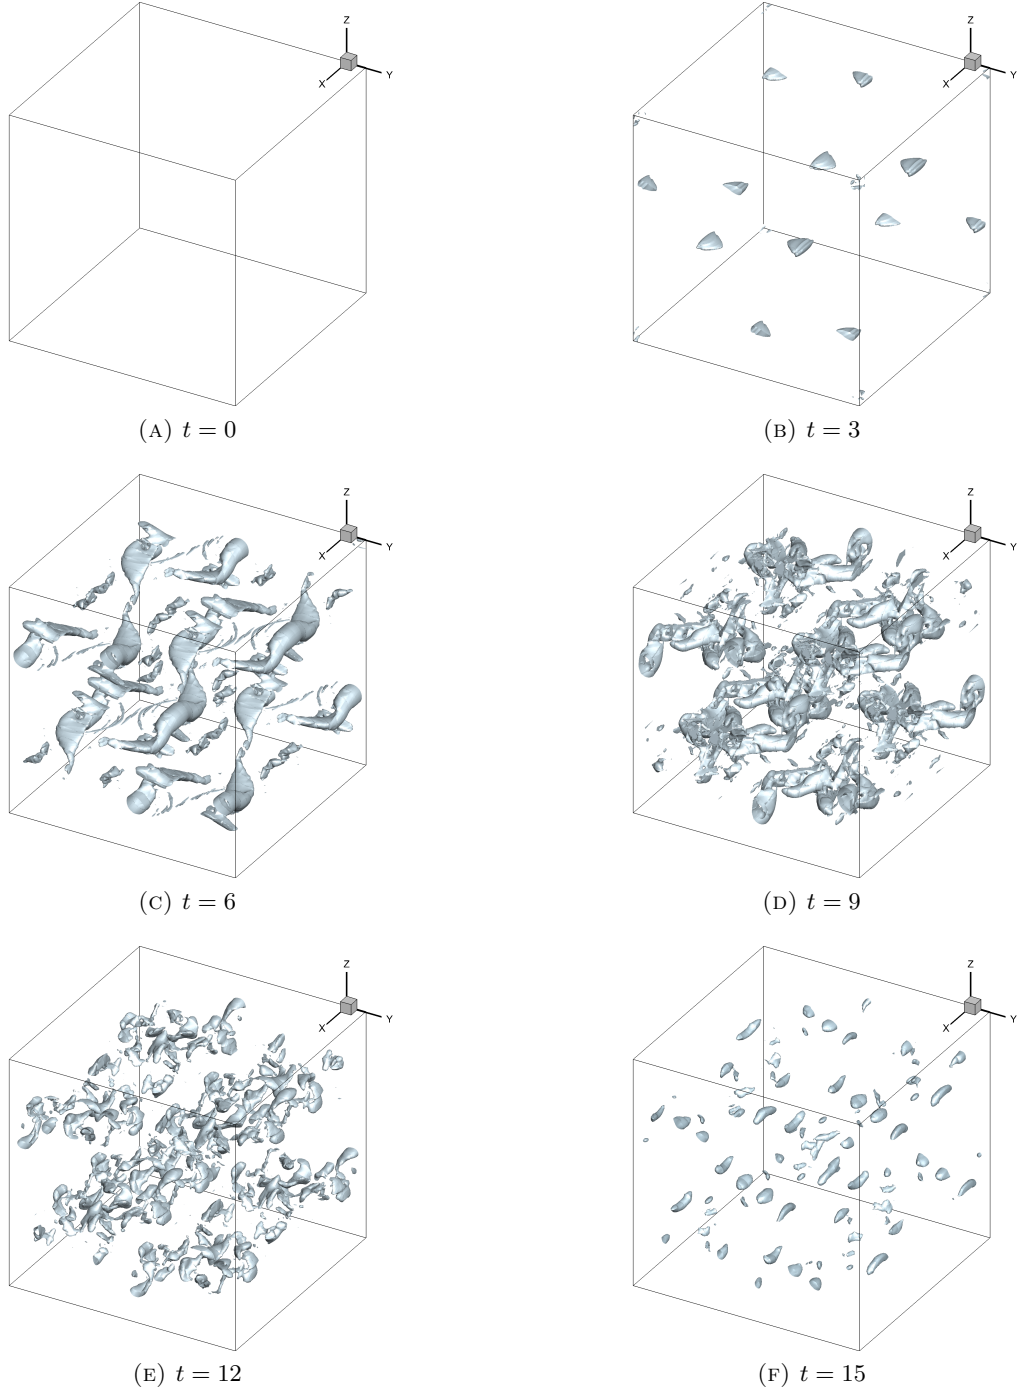 Z
X
Y
Z
X
Y
(A) t = 0
(B) t = 3
Z
X
Y
Z
X
Y
(C) t = 6
(D) t = 9
Z
X
Y
Z
X
Y
(E) t = 12
(F) t = 15